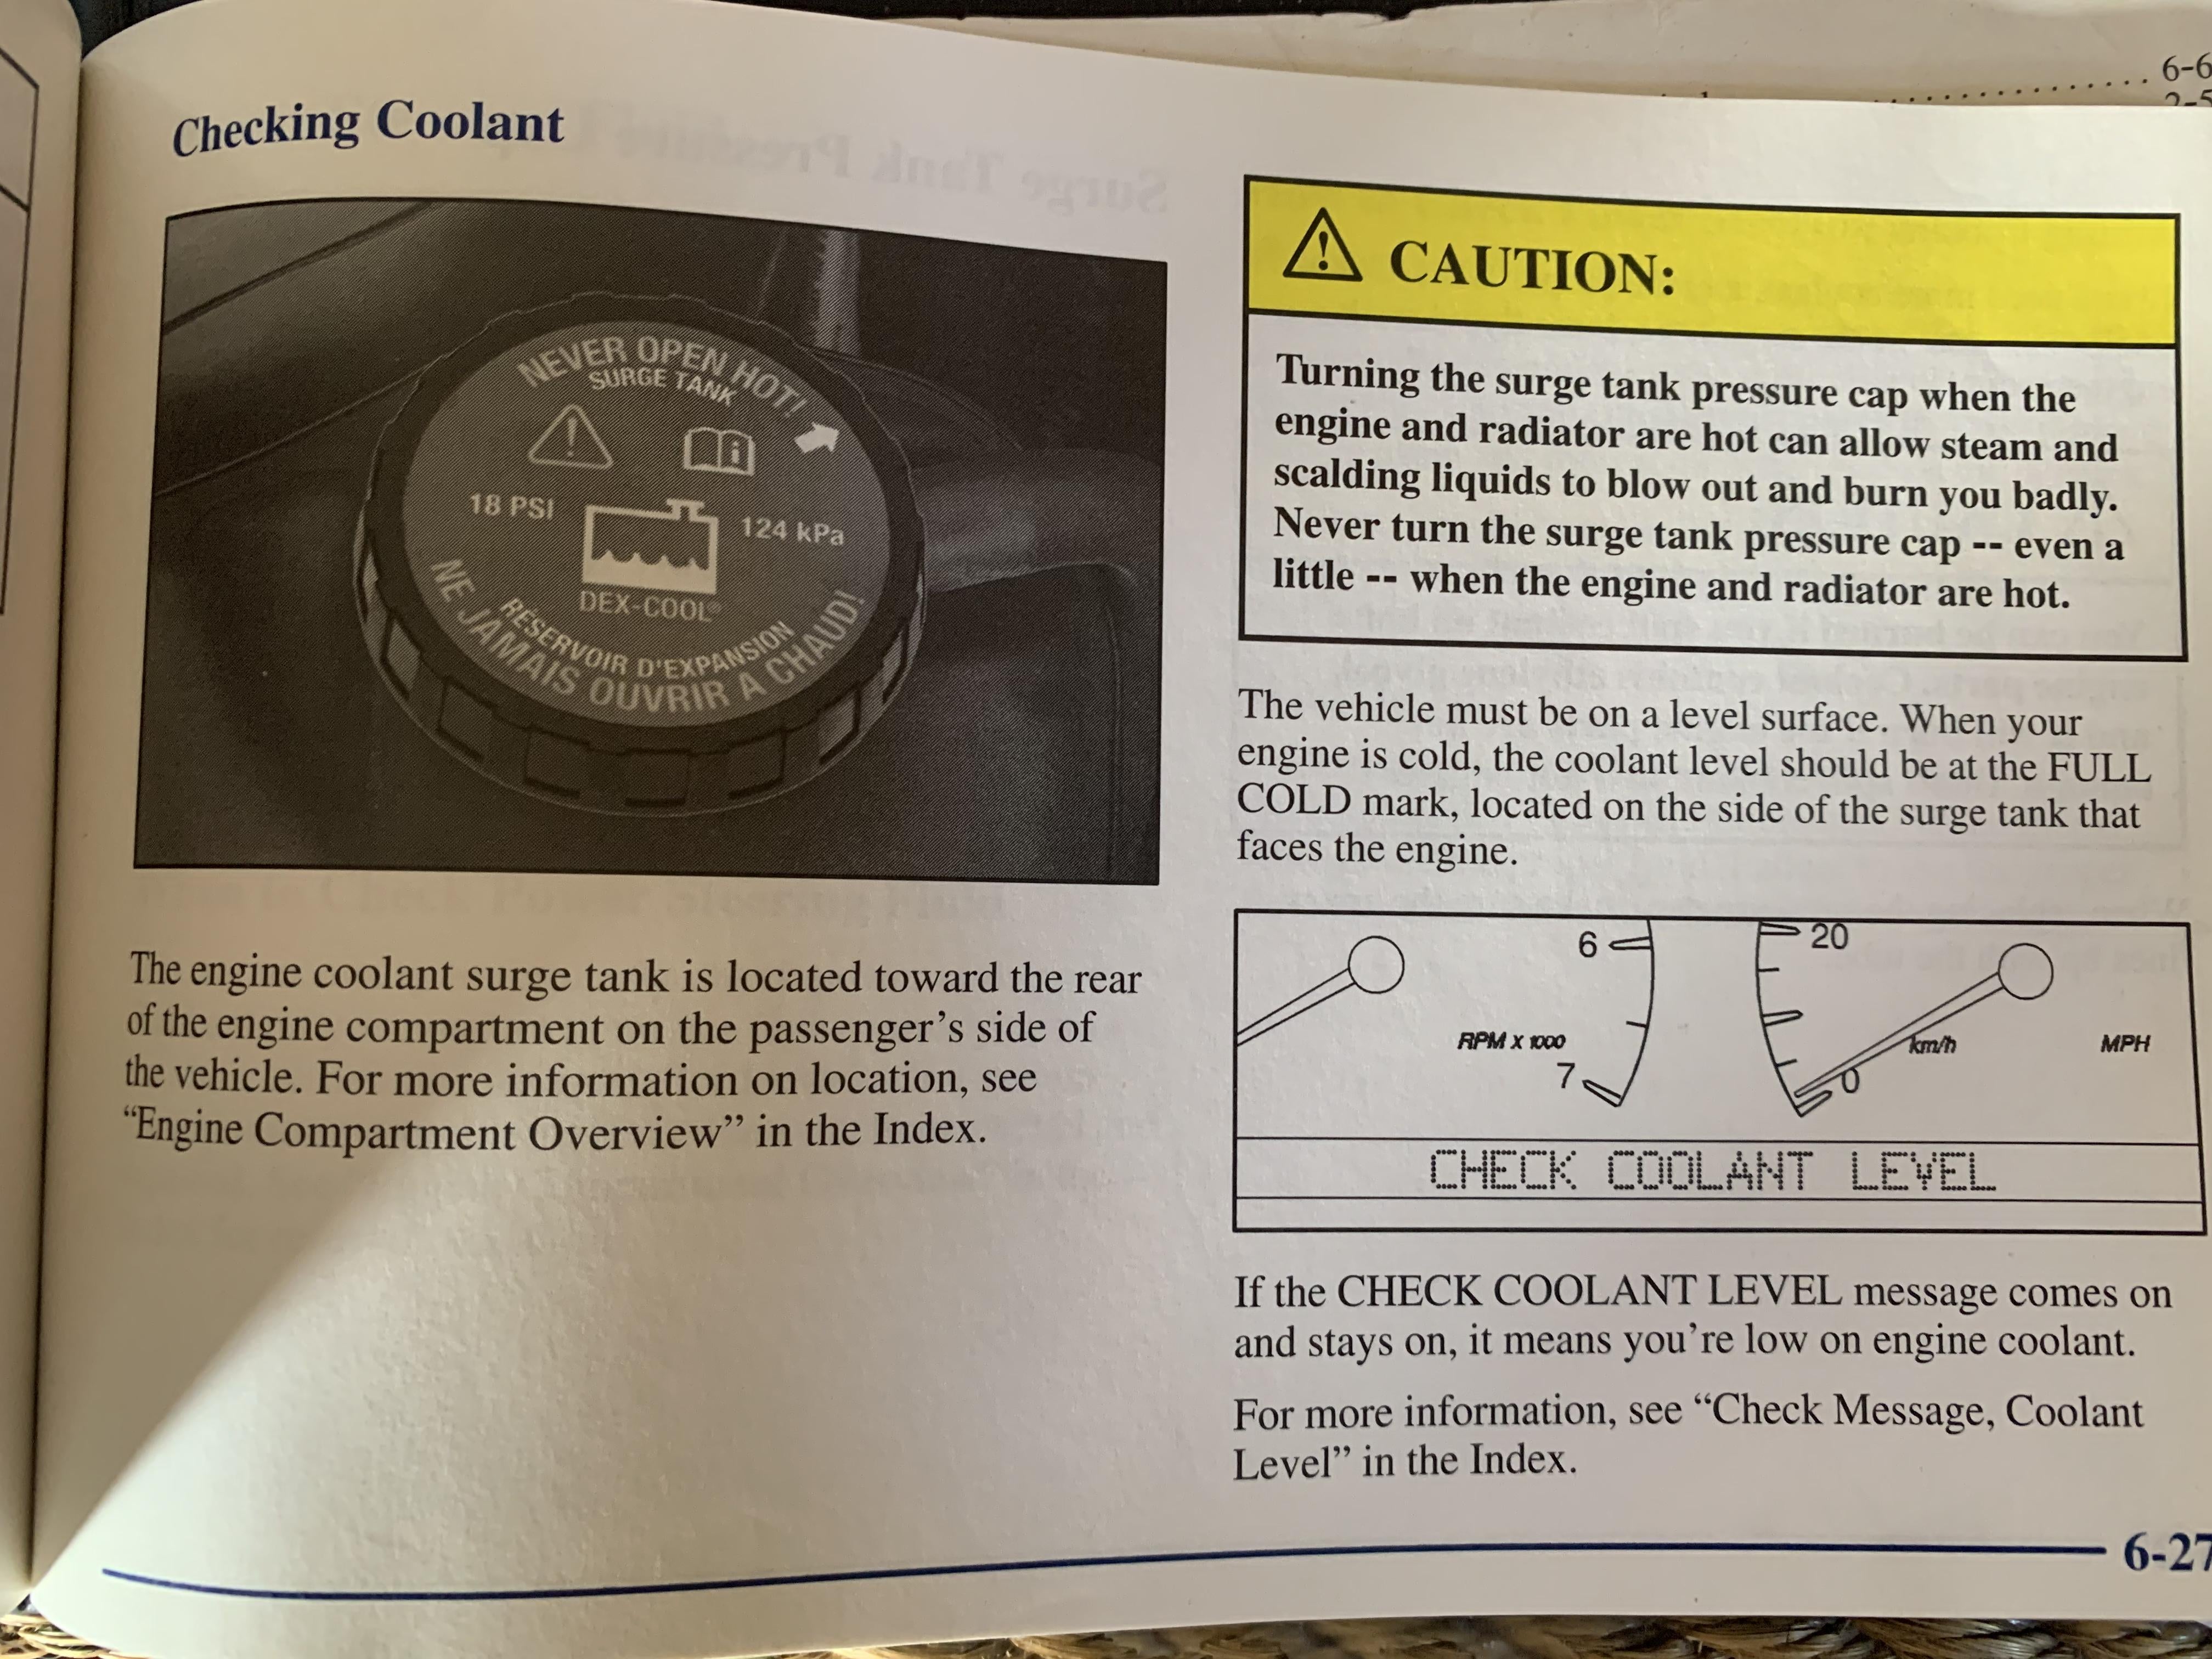 6-6
Checking Coolant
NEVER OPEN HOT!
SURGE TANK
18 PSI
124 kPa
DEX-COOL®
RÉSERVOIR D'EXPANSION
NE JAMAIS OUVRIR A CHAUD!
The engine coolant surge tank is located toward the rear
of the engine compartment on the passenger's side of
the vehicle. For more information on location, see
“Engine Compartment Overview” in the Index.
CAUTION:
Turning the surge tank pressure cap when the
engine and radiator are hot can allow steam and
scalding liquids to blow out and burn you badly.
Never turn the surge tank pressure cap -- even a
little -- when the engine and radiator are hot.
The vehicle must be on a level surface. When your
engine is cold, the coolant level should be at the FULL
COLD mark, located on the side of the surge tank that
faces the engine.
6
20
RPM X 1000
km/h
MPH
7
0
CHECK COOLANT LEVEL
If the CHECK COOLANT LEVEL message comes on
and stays on, it means you're low on engine coolant.
For more information, see “Check Message, Coolant
Level” in the Index.
6-27